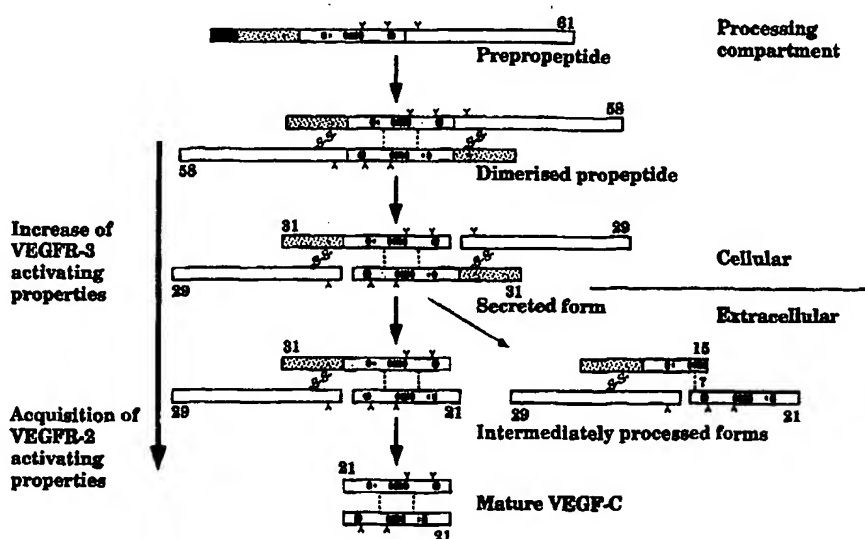 61
Processing
compartment
Prepropeptide
58
58
Dimerised propeptide
Increase of
VEGFR-3
activating
properties
31
29
29
31
Cellular
Secreted form
Extracellular
31
15
?
29
21
29
21
Intermediately processed forms
Acquisition of
VEGFR-2
activating
properties
21
Mature VEGF-C
21